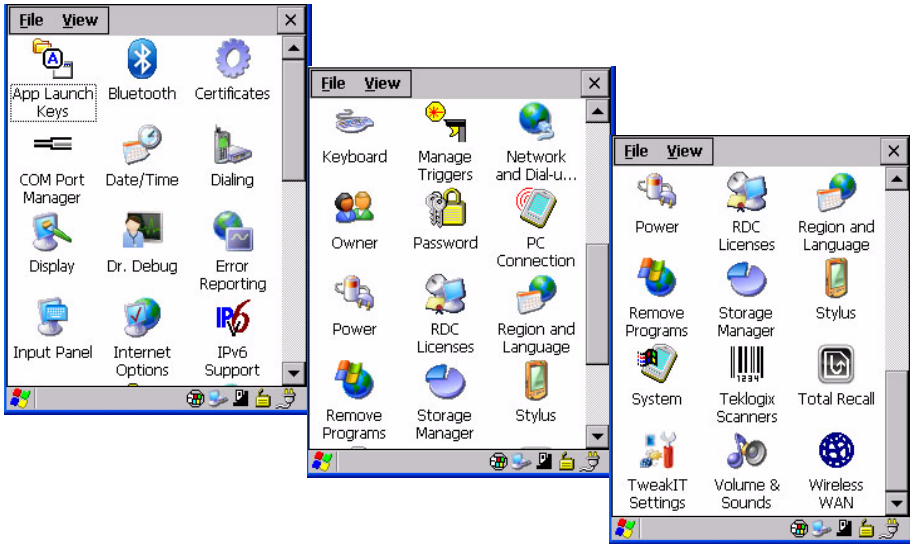 File View
App Launch Keys
Bluetooth
Certificates
COM Port Manager
Date/Time
Dialing
Display
Dr. Debug
Error Reporting
Input Panel
Internet Options
IPv6
IPv6 Support
File View
Keyboard
Manage Triggers
Network and Dial-u...
Owner
Password
PC Connection
Power
RDC Licenses
Region and Language
Remove Programs
Storage Manager
Stylus
File View
Power
RDC Licenses
Region and Language
Remove Programs
Storage Manager
Stylus
System
1234
Teklogix Scanners
Total Recall
TweakIT Settings
Volume & Sounds
Wireless WAN